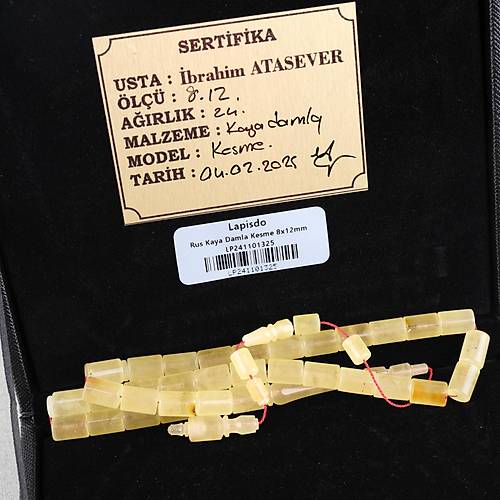 SERTİFİKA
USTA : İbrahim ATASEVER
ÖLÇÜ : 8.12.
AĞIRLIK : 24.
MALZEME : Kaya damla
MODEL : Kesme.
TARİH : 04.02.2025
Lapisdo
Rus Kaya Damla Kesme 8x12mm
LP241101325
LP241101325